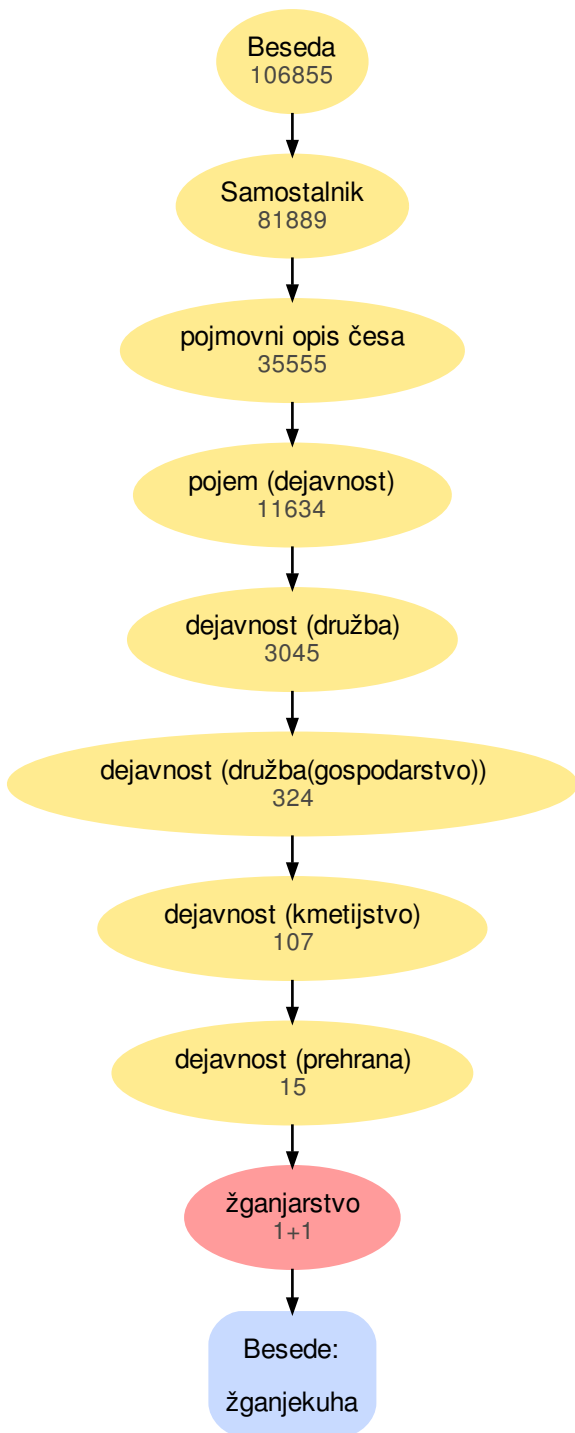 Beseda
106855
Samostalnik
81889
pojmovni opis česa
35555
pojem (dejavnost)
11634
dejavnost (družba)
3045
dejavnost (družba(gospodarstvo))
324
dejavnost (kmetijstvo)
107
dejavnost (prehrana)
15
žganjarstvo
1+1
Besede:
žganjekuha